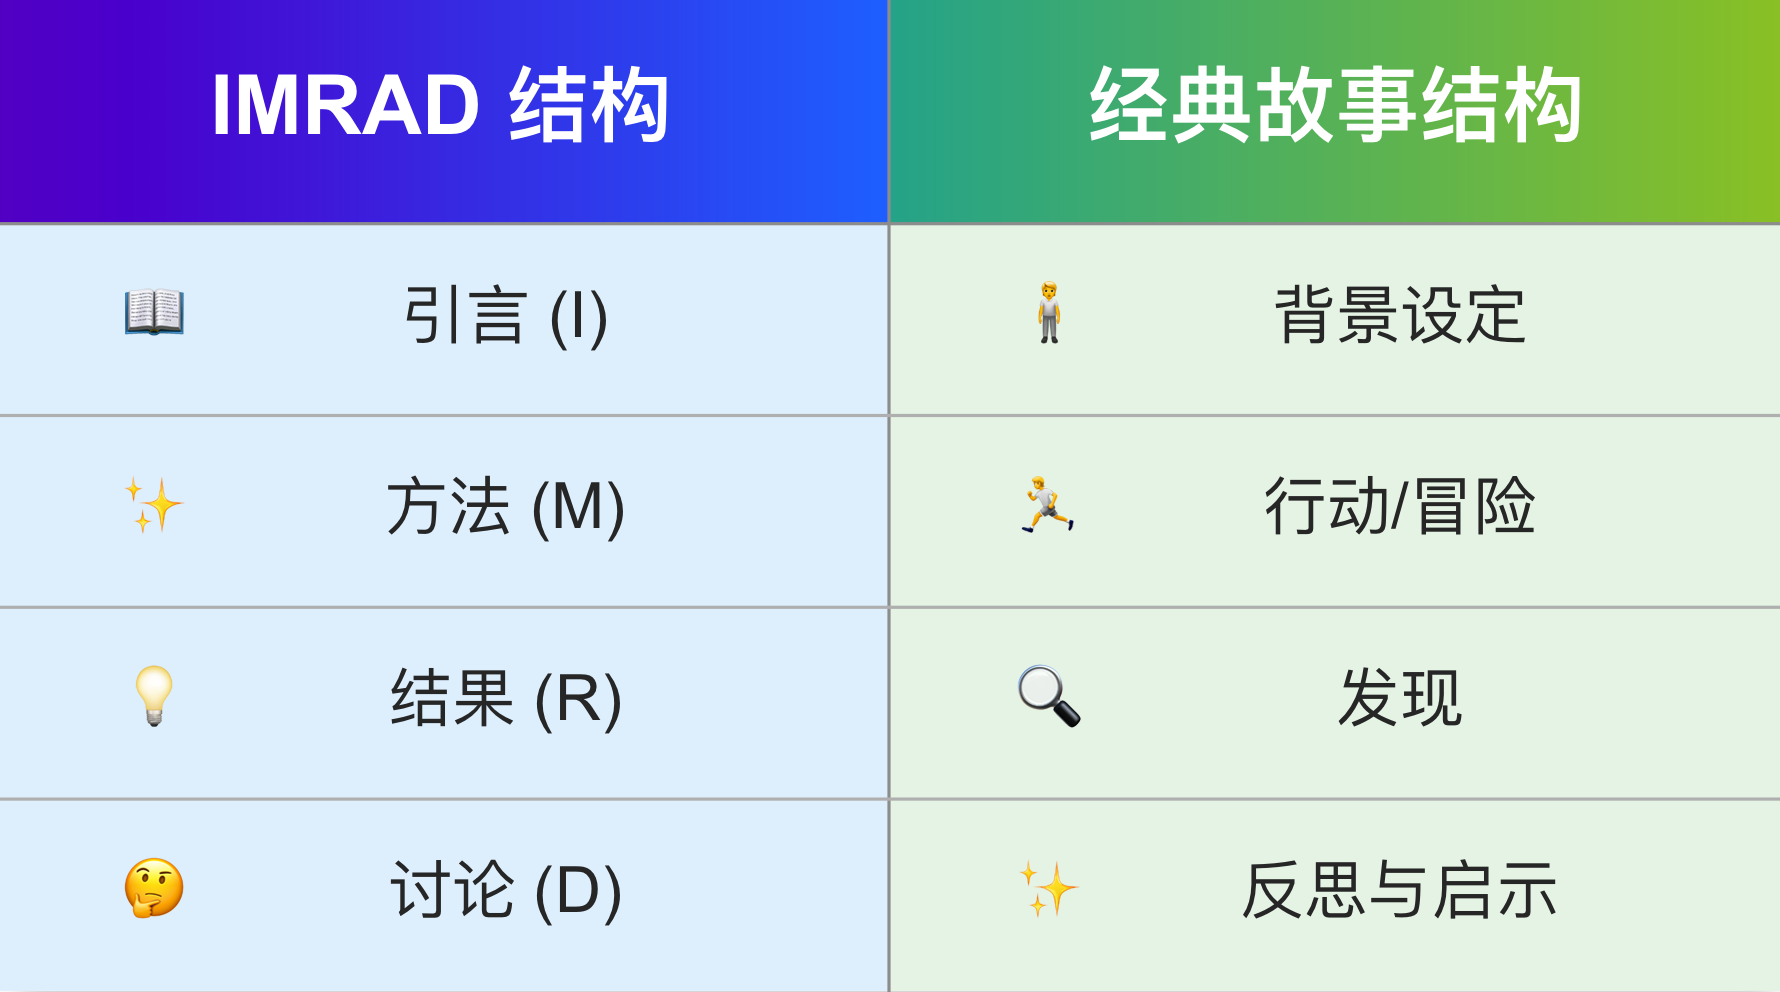 IMRAD 结构
经典故事结构
引言 (I)
背景设定
方法 (M)
行动/冒险
结果 (R)
发现
讨论 (D)
反思与启示